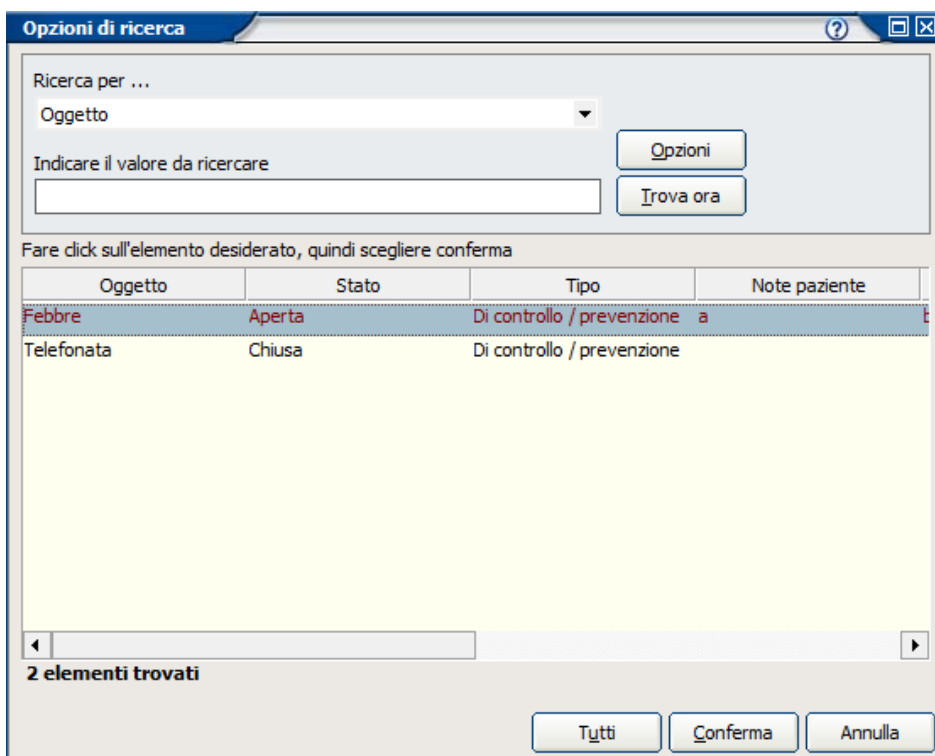 Opzioni di ricerca
Ricerca per ...
Oggetto
Opzioni
Indicare il valore da ricercare
Trova ora
Fare click sull'elemento desiderato, quindi scegliere conferma
Oggetto Stato Tipo Note paziente
Febbre Aperta Di controllo / prevenzione a
Telefonata Chiusa Di controllo / prevenzione
2 elementi trovati
Tutti Conferma Annulla